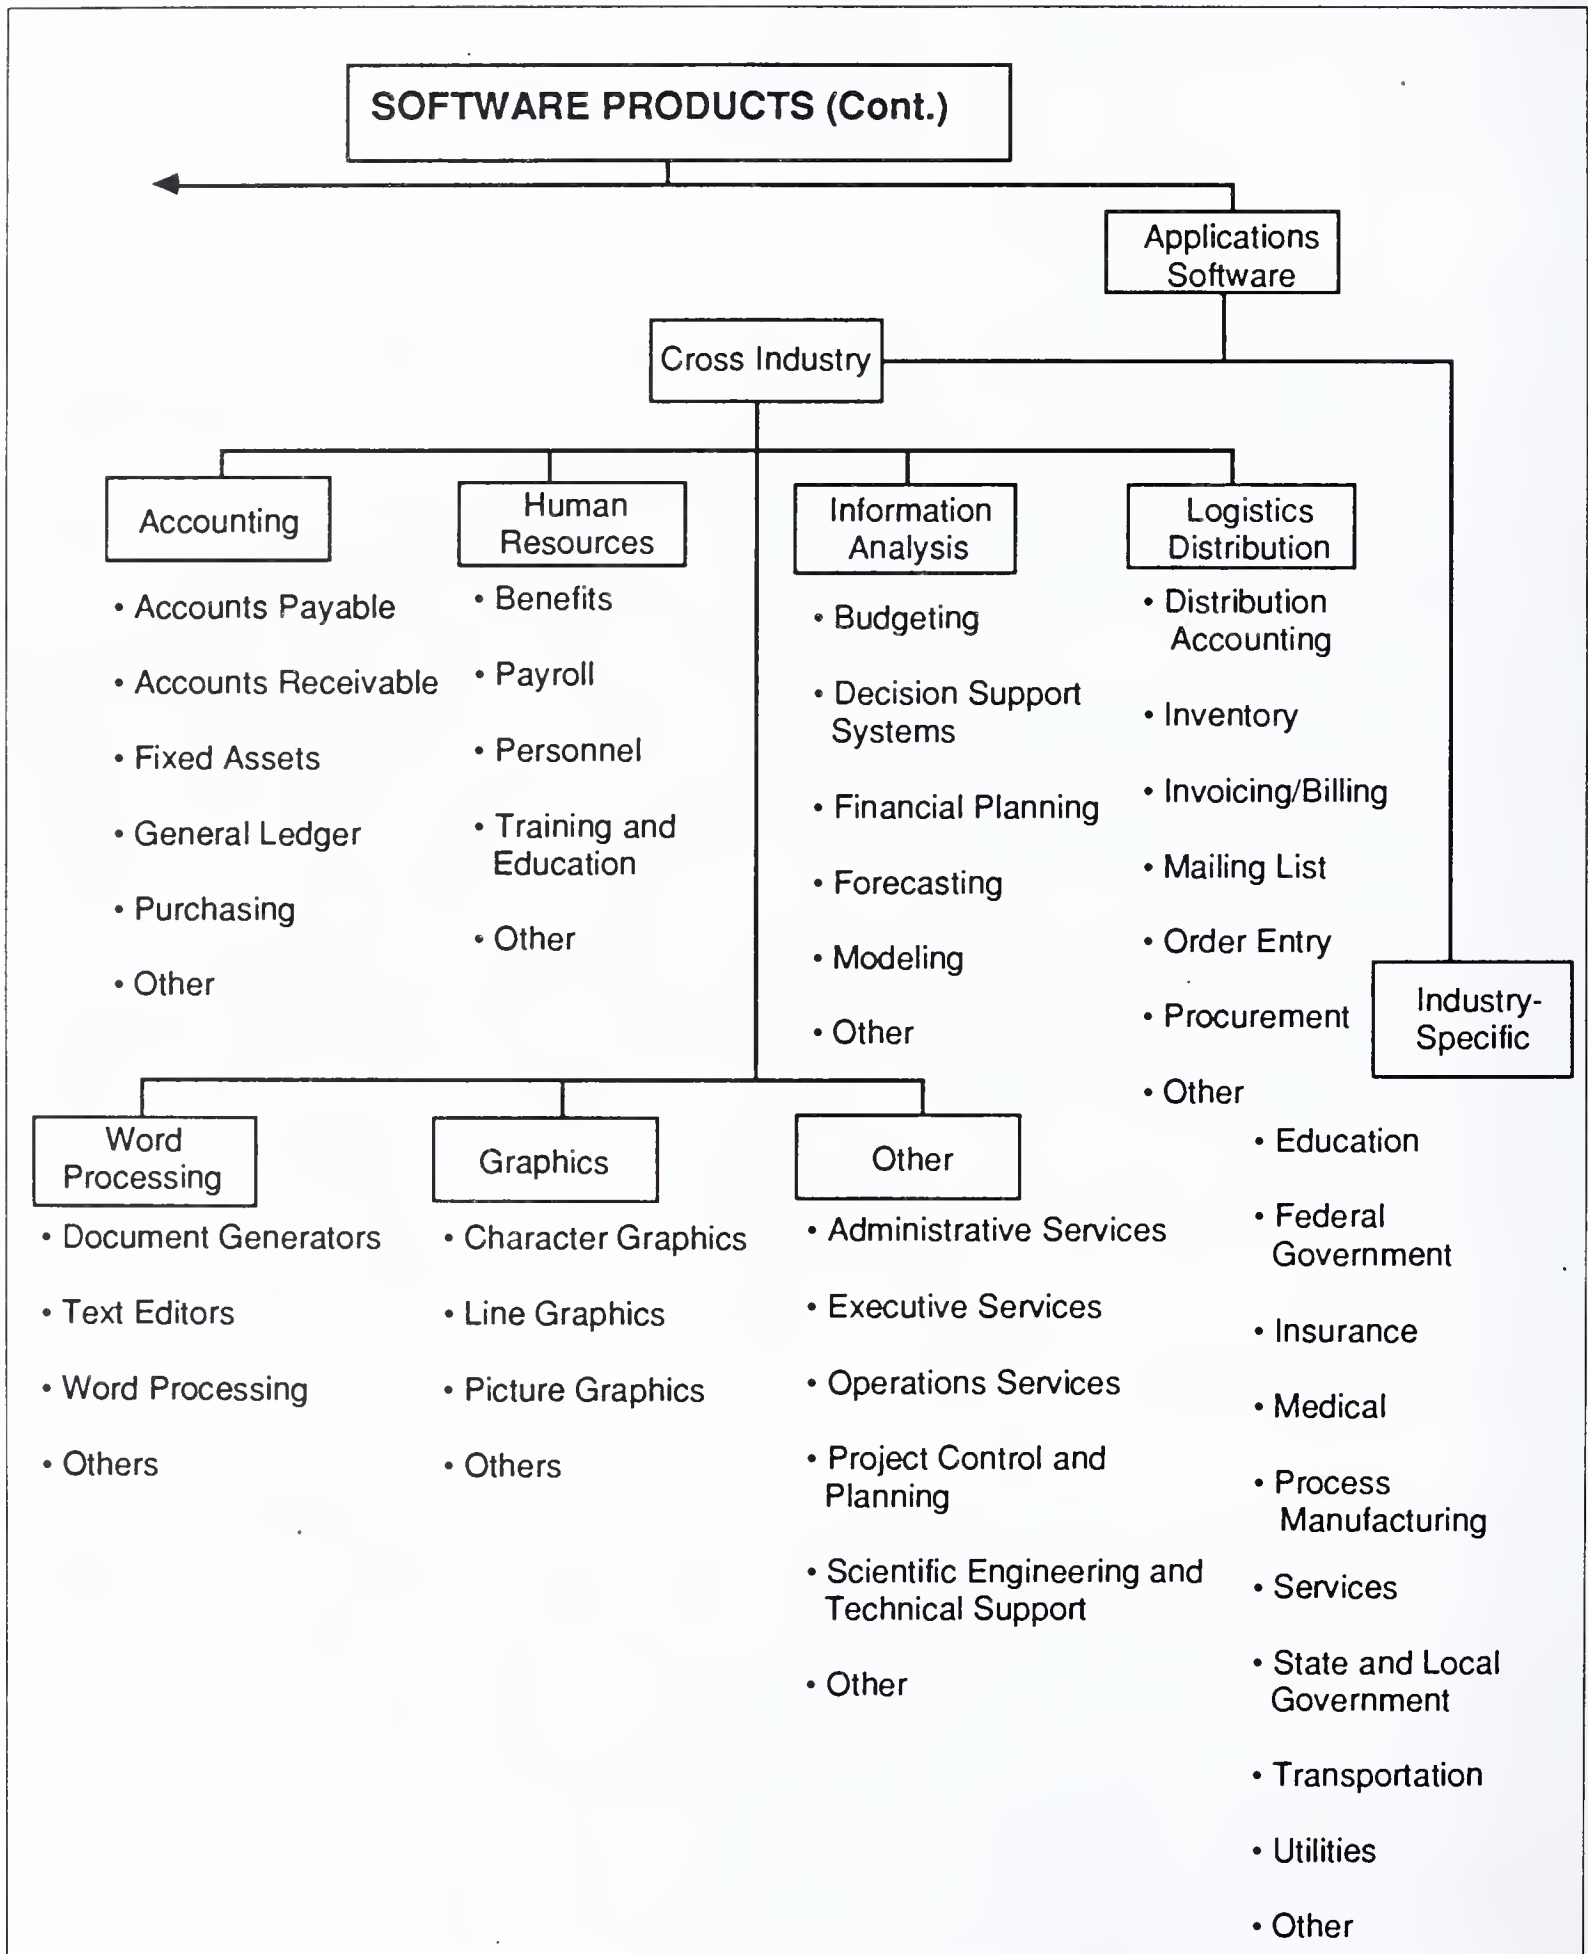 SOFTWARE PRODUCTS (Cont.)
Applications
Software
Cross Industry
Accounting
• Accounts Payable
• Accounts Receivable
• Fixed Assets
• General Ledger
• Purchasing
• Other
Human
Resources
• Benefits
• Payroll
• Personnel
• Training and
Education
• Other
Information
Analysis
• Budgeting
• Decision Support
Systems
• Financial Planning
• Forecasting
• Modeling
• Other
Logistics
Distribution
• Distribution
Accounting
• Inventory
• Invoicing/Billing
• Mailing List
• Order Entry
• Procurement
• Other
Word
Processing
• Document Generators
• Text Editors
• Word Processing
• Others
Graphics
• Character Graphics
• Line Graphics
• Picture Graphics
• Others
Other
• Administrative Services
• Executive Services
• Operations Services
• Project Control and
Planning
• Scientific Engineering and
Technical Support
• Other
Industry-
Specific
• Education
• Federal
Government
• Insurance
• Medical
• Process
Manufacturing
• Services
• State and Local
Government
• Transportation
• Utilities
• Other